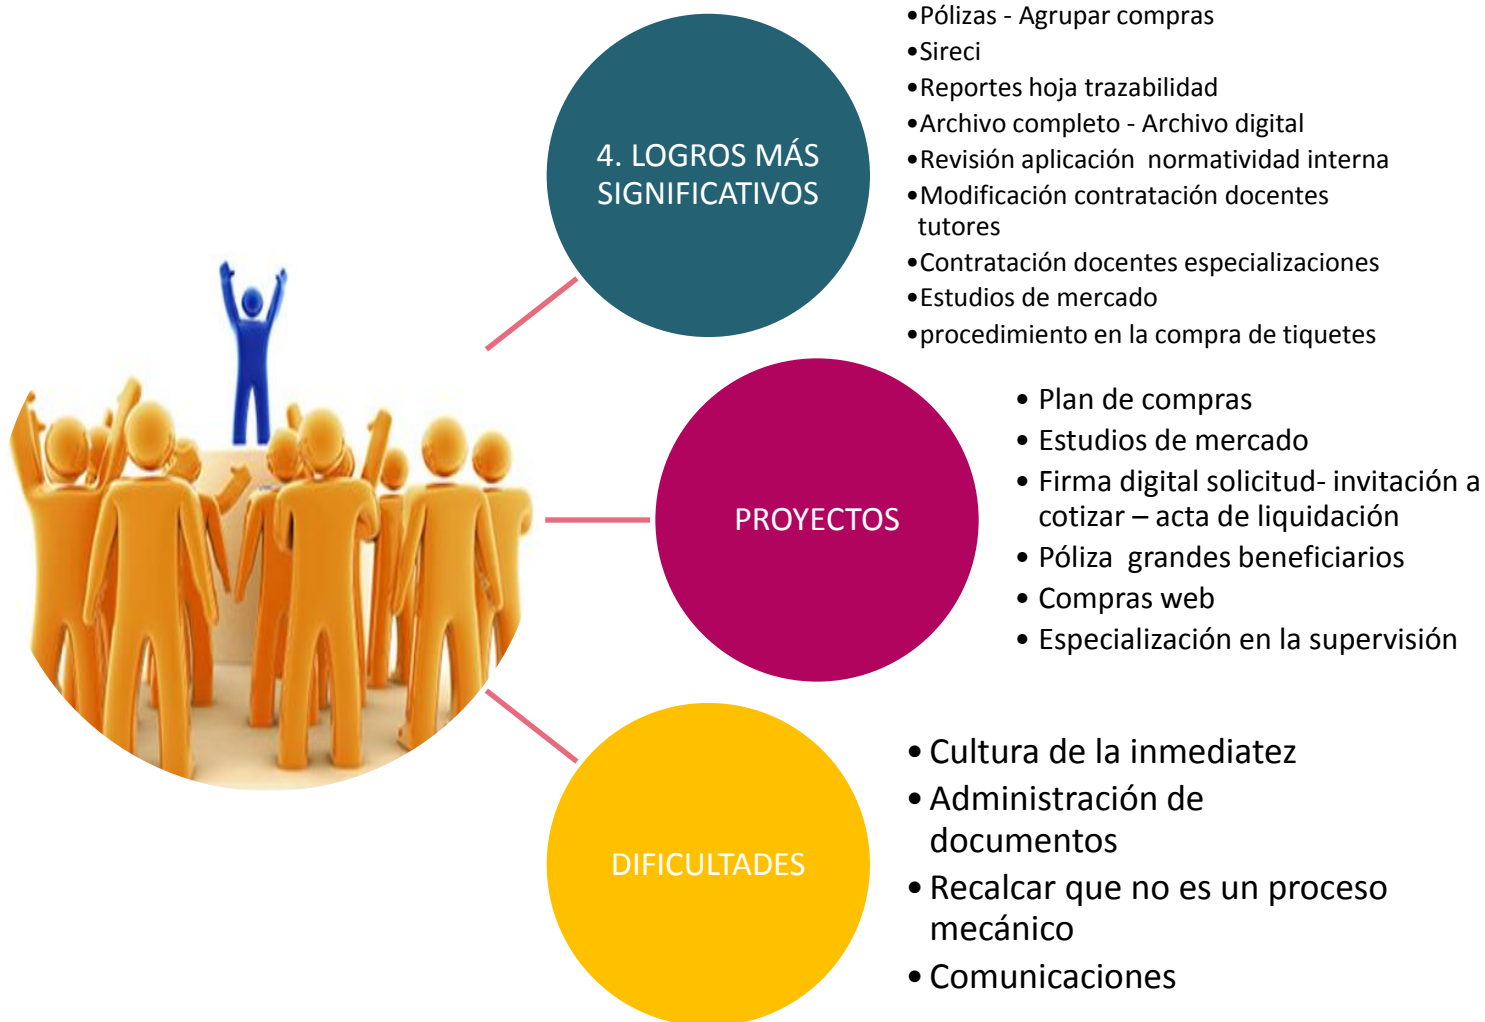 4. LOGROS MÁS
SIGNIFICATIVOS
•Pólizas - Agrupar compras
•Sireci
•Reportes hoja trazabilidad
•Archivo completo - Archivo digital
•Revisión aplicación  normatividad interna
•Modificación contratación docentes
tutores
•Contratación docentes especializaciones
•Estudios de mercado
•procedimiento en la compra de tiquetes
PROYECTOS
• Plan de compras
• Estudios de mercado
• Firma digital solicitud- invitación a
cotizar – acta de liquidación
• Póliza  grandes beneficiarios
• Compras web
• Especialización en la supervisión
DIFICULTADES
• Cultura de la inmediatez
• Administración de
documentos
• Recalcar que no es un proceso
mecánico
• Comunicaciones